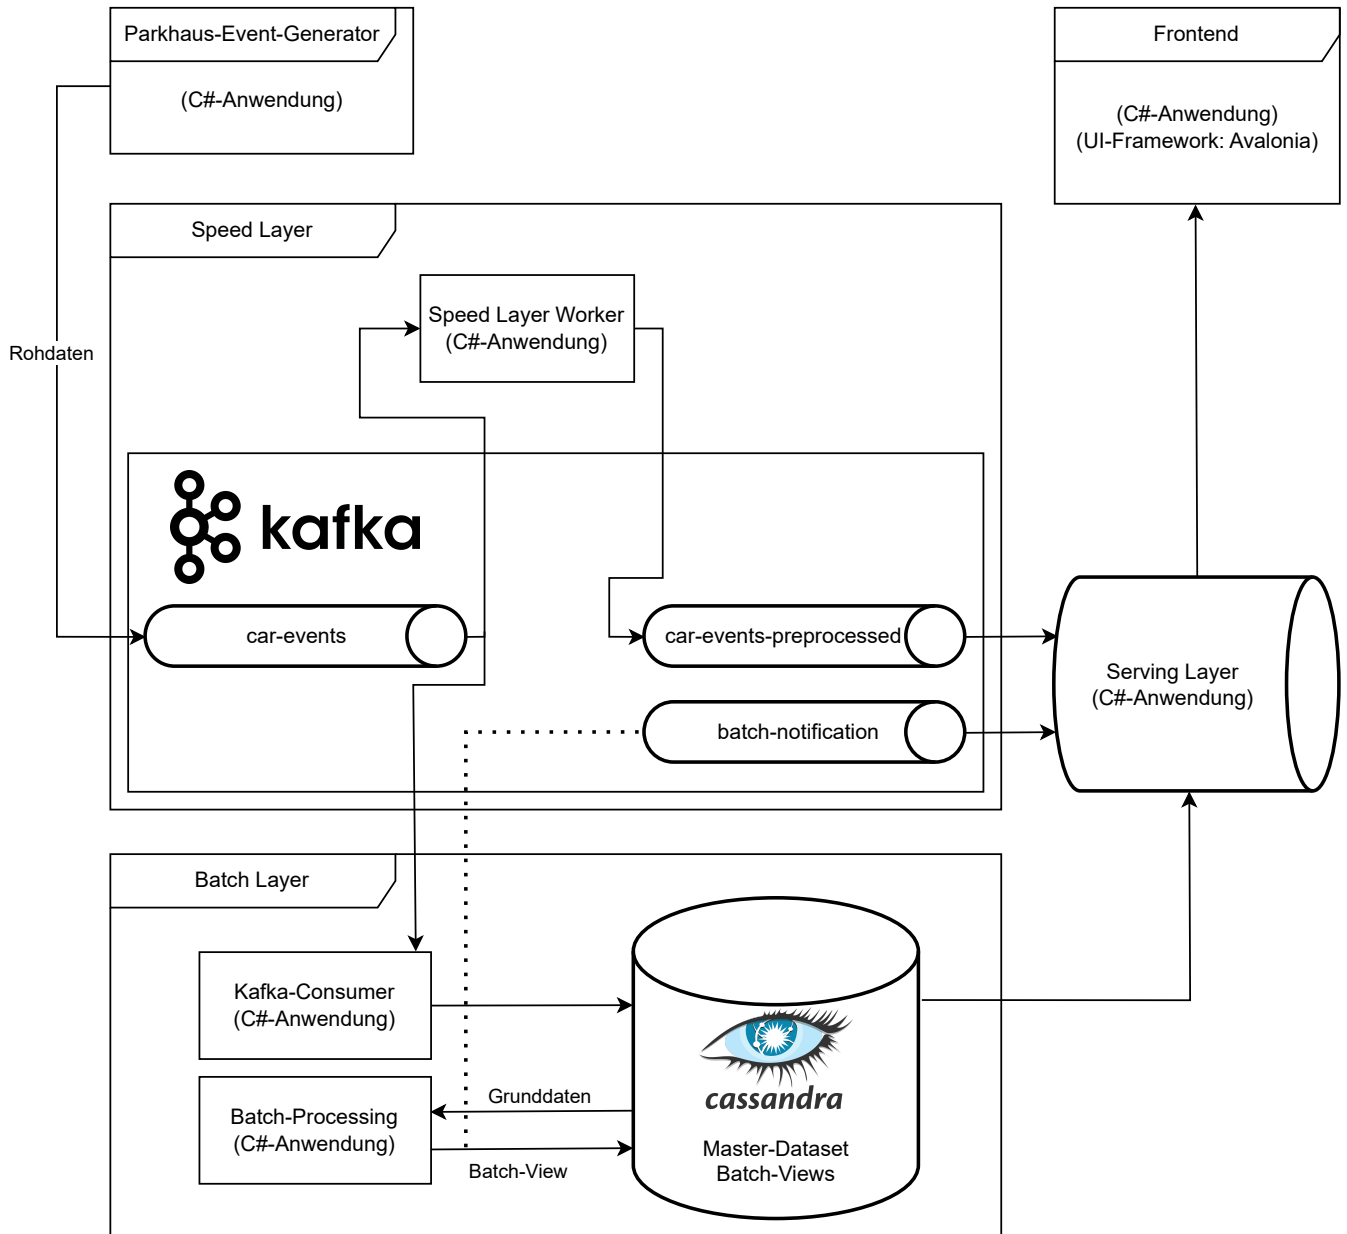 Parkhaus-Event-Generator
(C#-Anwendung)
Frontend
(C#-Anwendung)
(UI-Framework: Avalonia)
Speed Layer
Speed Layer Worker
(C#-Anwendung)
Rohdaten
kafka
car-events
car-events-preprocessed
batch-notification
Serving Layer
(C#-Anwendung)
Batch Layer
Kafka-Consumer
(C#-Anwendung)
Batch-Processing
(C#-Anwendung)
Grunddaten
Batch-View
cassandra
Master-Dataset
Batch-Views